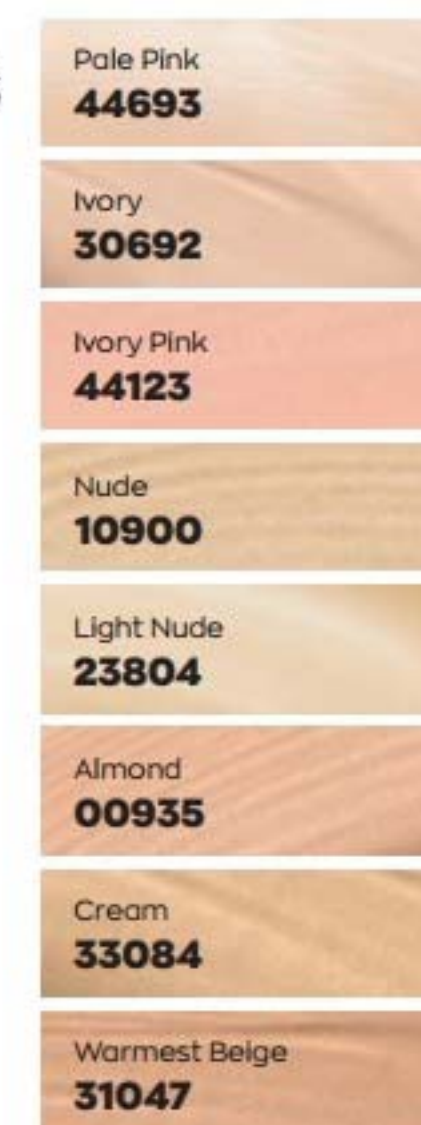 Pale Pink
44693
Ivory
30692
Ivory Pink
44123
Nude
10900
Light Nude
23804
Almond
00935
Cream
33084
Warmest Beige
31047